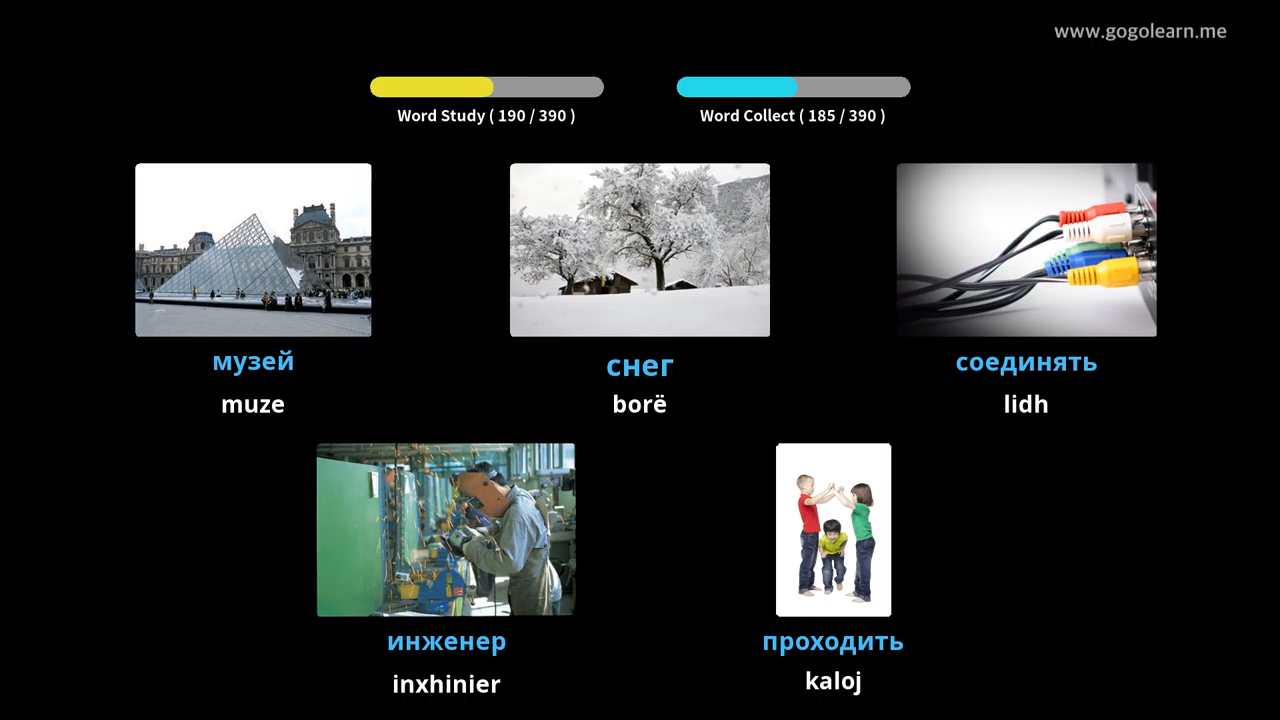 www.gogolearn.me
Word Study ( 190 / 390 )
Word Collect ( 185 / 390 )
музей
снег
соединять
muze
borë
lidh
инженер
проходить
inxhinier
kaloj